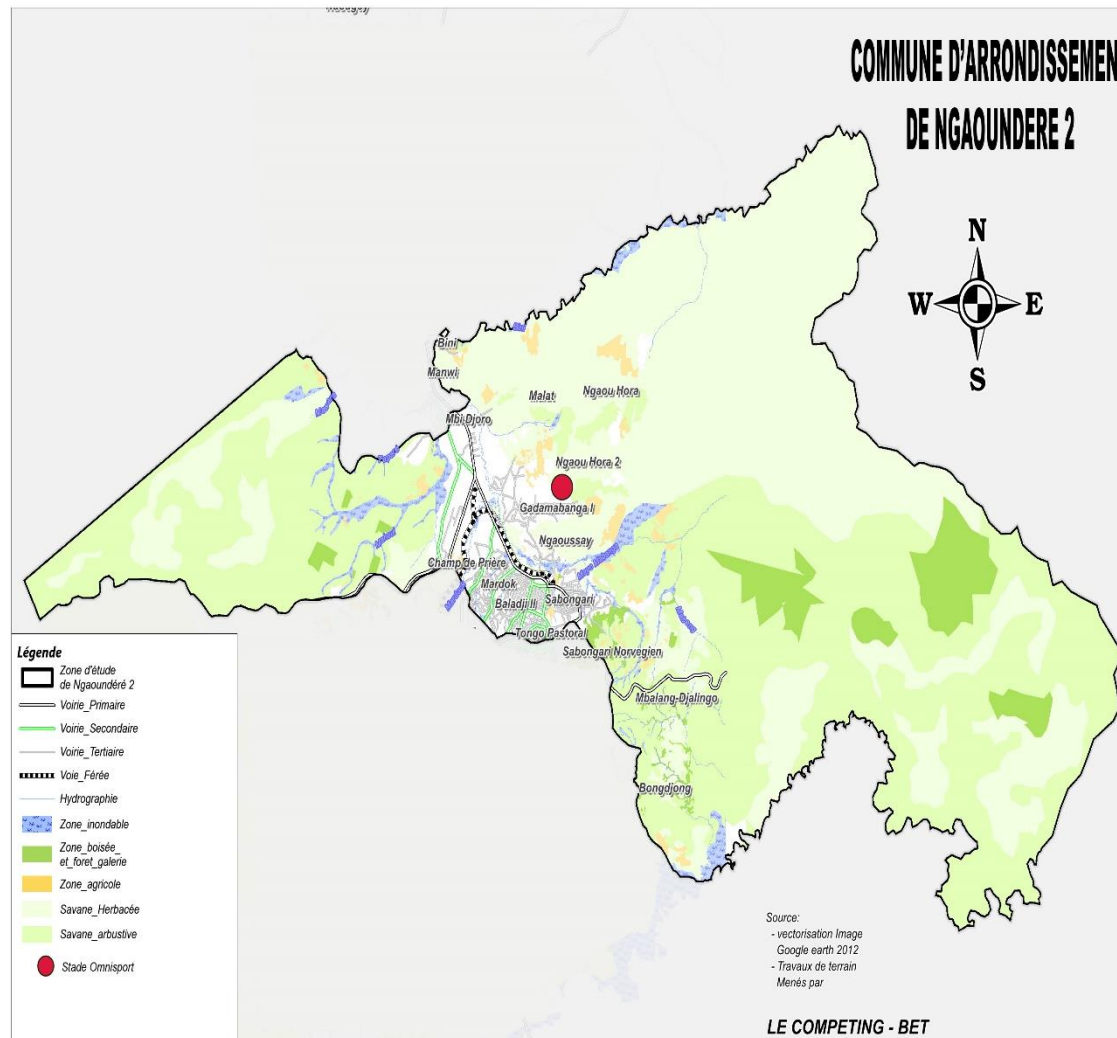 COMMUNE D'ARRONDISSEMEN
DE NGAOUNDERE 2
N
W
E
S
Bini
Manwi
Malat
Ngaou Hora
Mbi Djoro
Ngaou Hora 2
Gadamabanga I
Ngaoussay
Champ de Prière
Mardok
Baladji II
Sabongari
Tongo Pastoral
Sabongari Norvegien
Mbalang-Djalingo
Bongdjong
Légende
Zone d'étude
de Ngaoundéré 2
Voirie_Primaire
Voirie_Secondaire
Voirie_Tertiaire
Voie_Férée
Hydrographie
Zone_inondable
Zone_boisée_
et_foret_galerie
Zone_agricole
Savane_Herbacée
Savane_arbustive
Stade Omnisport
Source:
- vectorisation Image
Google earth 2012
- Travaux de terrain
Menés par
LE COMPETING - BET